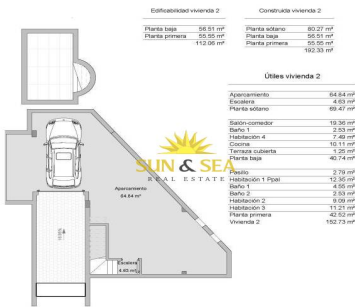 Edificabilidad vivienda 2
Planta baja 56.51 m²
Planta primera 55.55 m²
112.06 m²
Construida vivienda 2
Planta sótano 80.27 m²
Planta baja 56.51 m²
Planta primera 55.55 m²
192.33 m²
Útiles vivienda 2
Aparcamiento 64.84 m²
Escalera 4.63 m²
Planta sótano 69.47 m²
Salón-comedor 19.36 m²
Baño 1 2.53 m²
Habitación 4 7.49 m²
Cocina 10.11 m²
Terraza cubierta 1.25 m²
Planta baja 40.74 m²
Pasillo 2.79 m²
Habitación 1 Ppal 12.35 m²
Baño 1 4.55 m²
Baño 2 2.53 m²
Habitación 2 9.09 m²
Habitación 3 11.21 m²
Planta primera 42.52 m²
Vivienda 2 152.73 m²
SUN & SEA
REAL ESTATE
Aparcamiento
64.84 m²
Escalera
4.63 m²